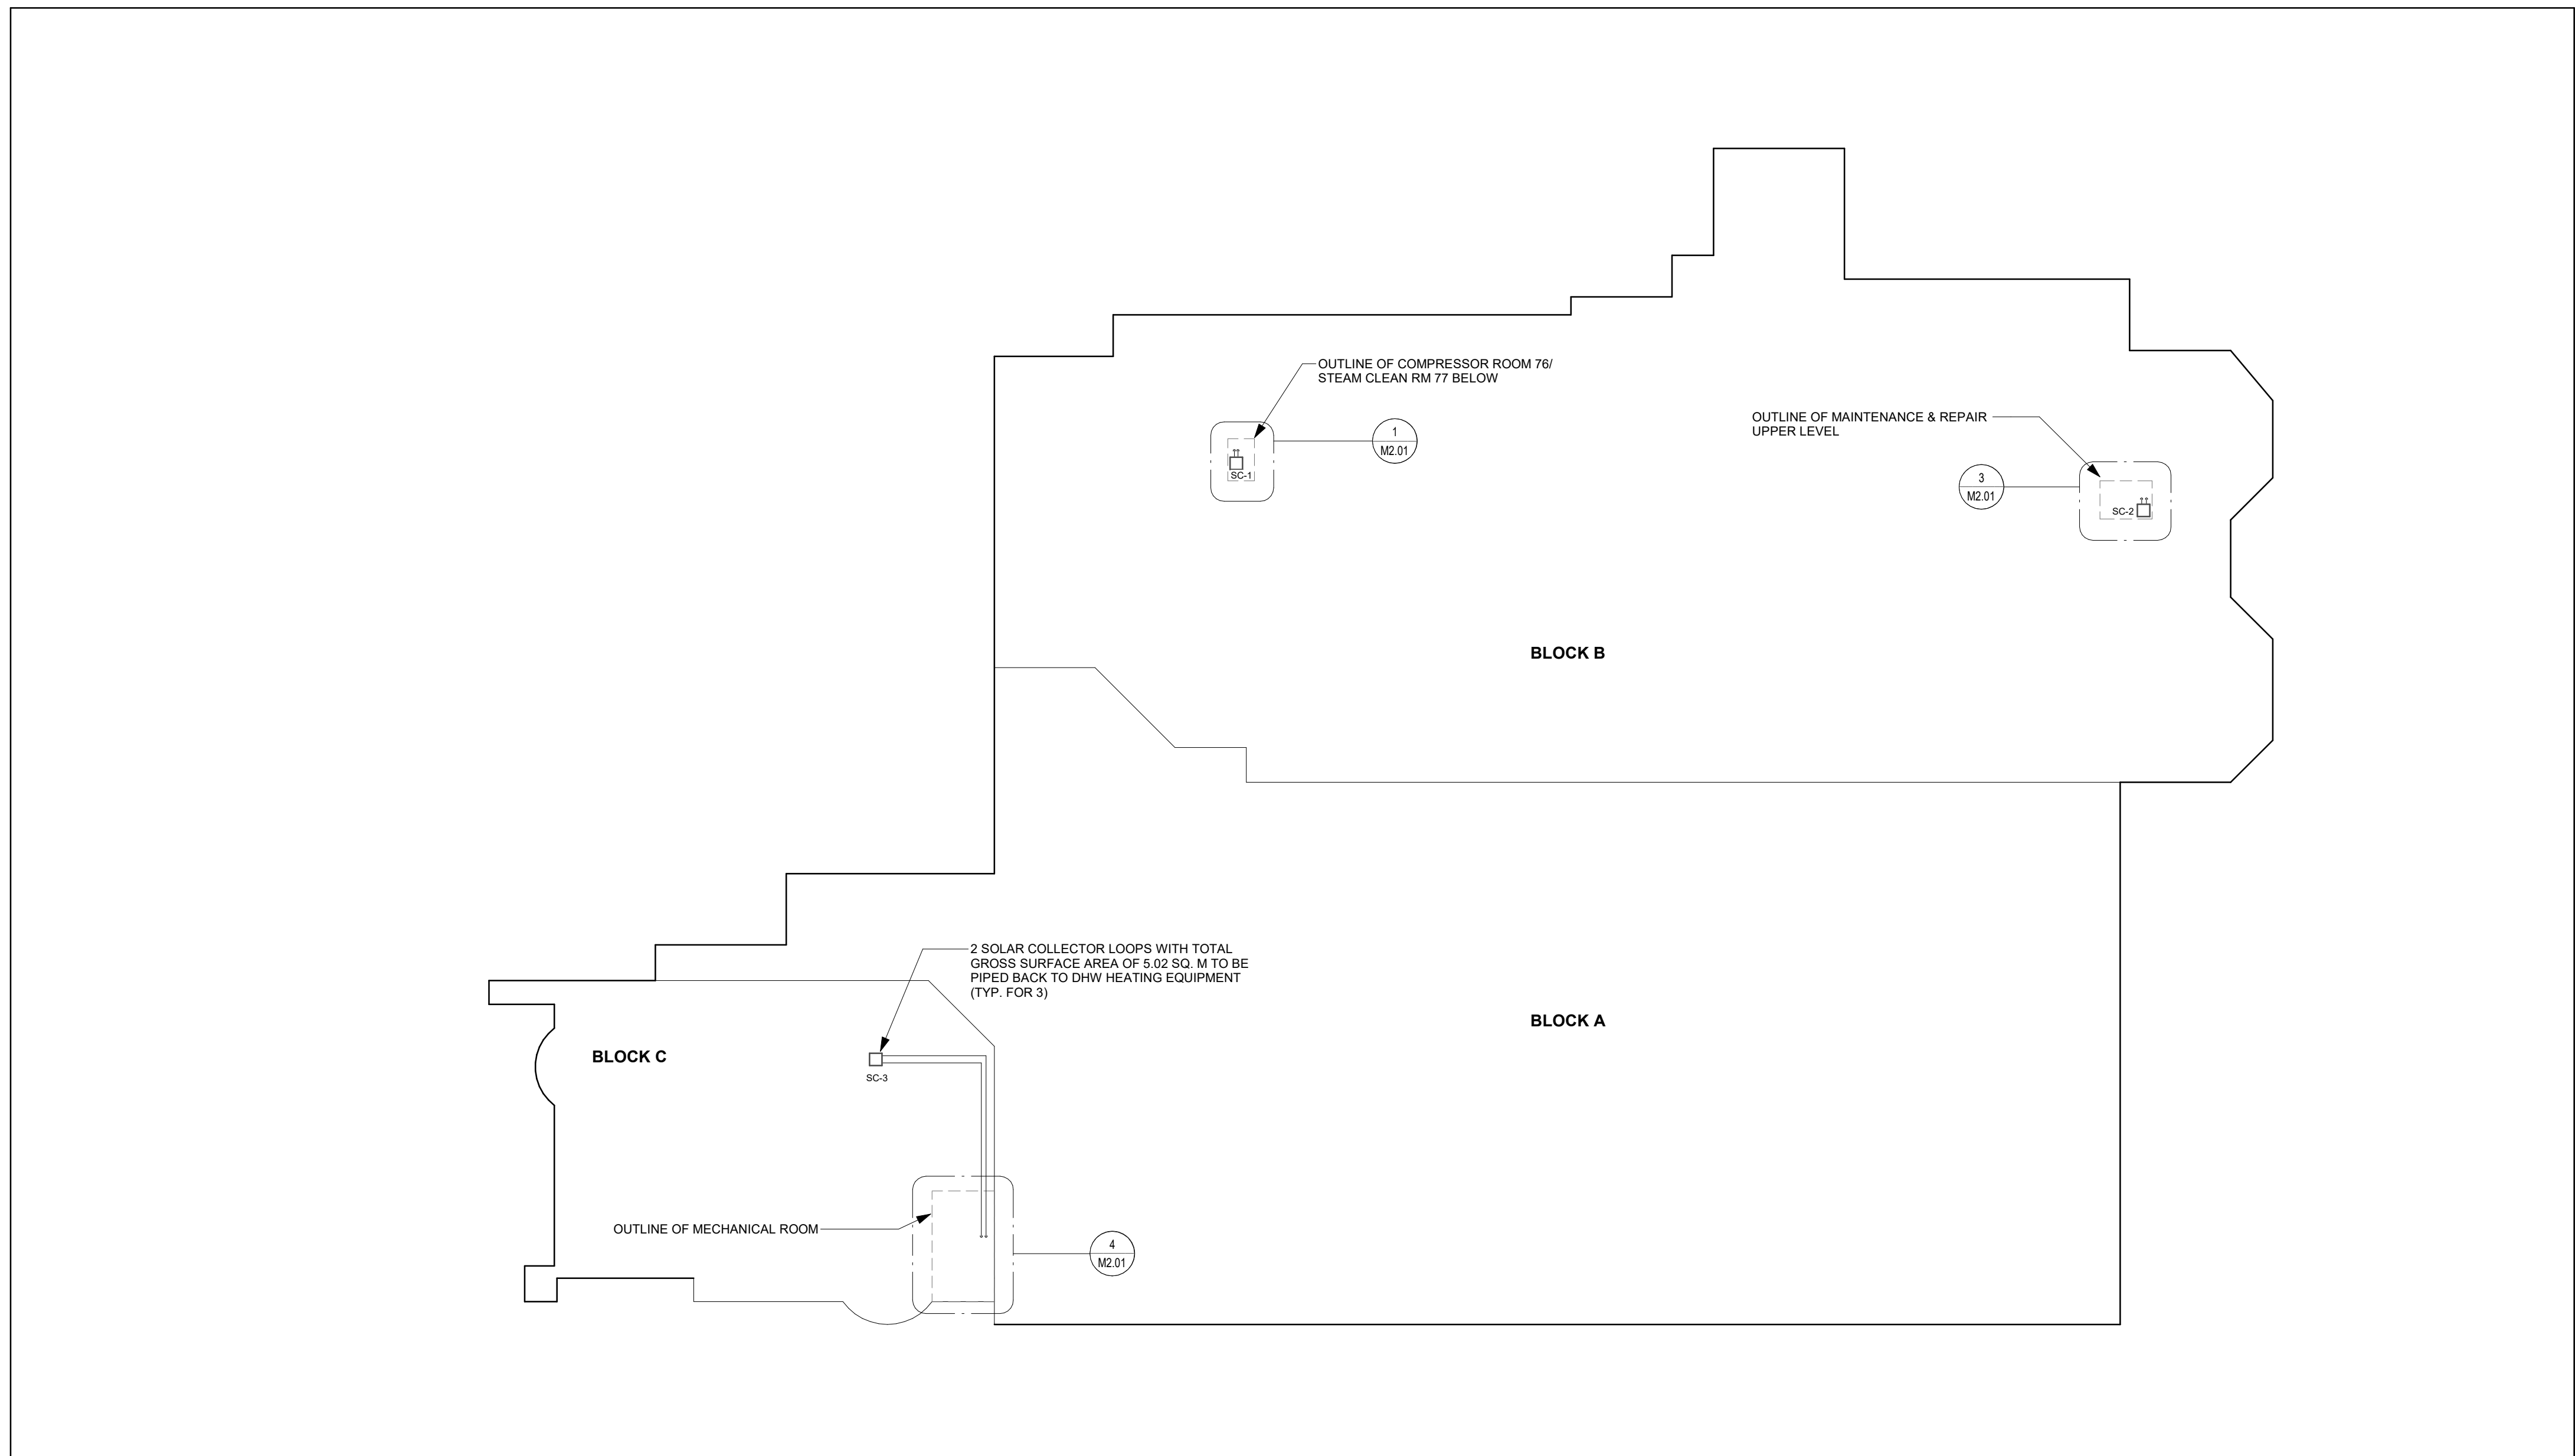 OUTLINE OF COMPRESSOR ROOM 76/
STEAM CLEAN RM 77 BELOW
1
M2.01
SC-1
OUTLINE OF MAINTENANCE & REPAIR
UPPER LEVEL
3
M2.01
SC-2
BLOCK B
2 SOLAR COLLECTOR LOOPS WITH TOTAL
GROSS SURFACE AREA OF 5.02 SQ. M TO BE
PIPED BACK TO DHW HEATING EQUIPMENT
(TYP. FOR 3)
BLOCK A
BLOCK C
SC-3
OUTLINE OF MECHANICAL ROOM
4
M2.01